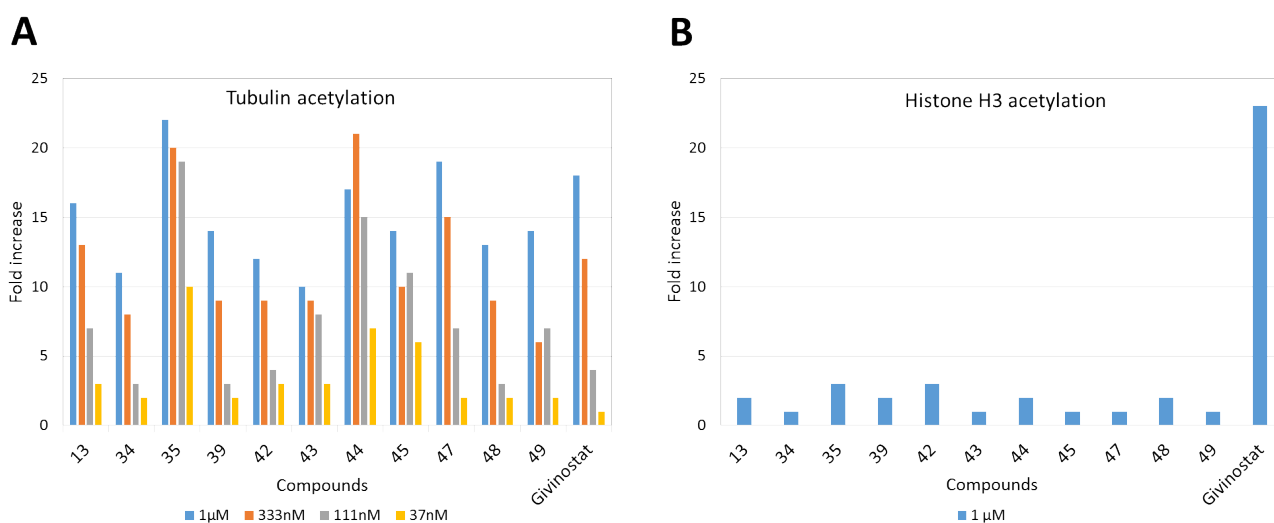 A
B
Tubulin acetylation
Fold increase
25
20
15
10
5
0
13 34 35 39 42 43 44 45 47 48 49 Givinostat
Compounds
1µM 333nM 111nM 37nM
Histone H3 acetylation
Fold increase
25
20
15
10
5
0
13 34 35 39 42 43 44 45 47 48 49 Givinostat
Compounds
1 µM